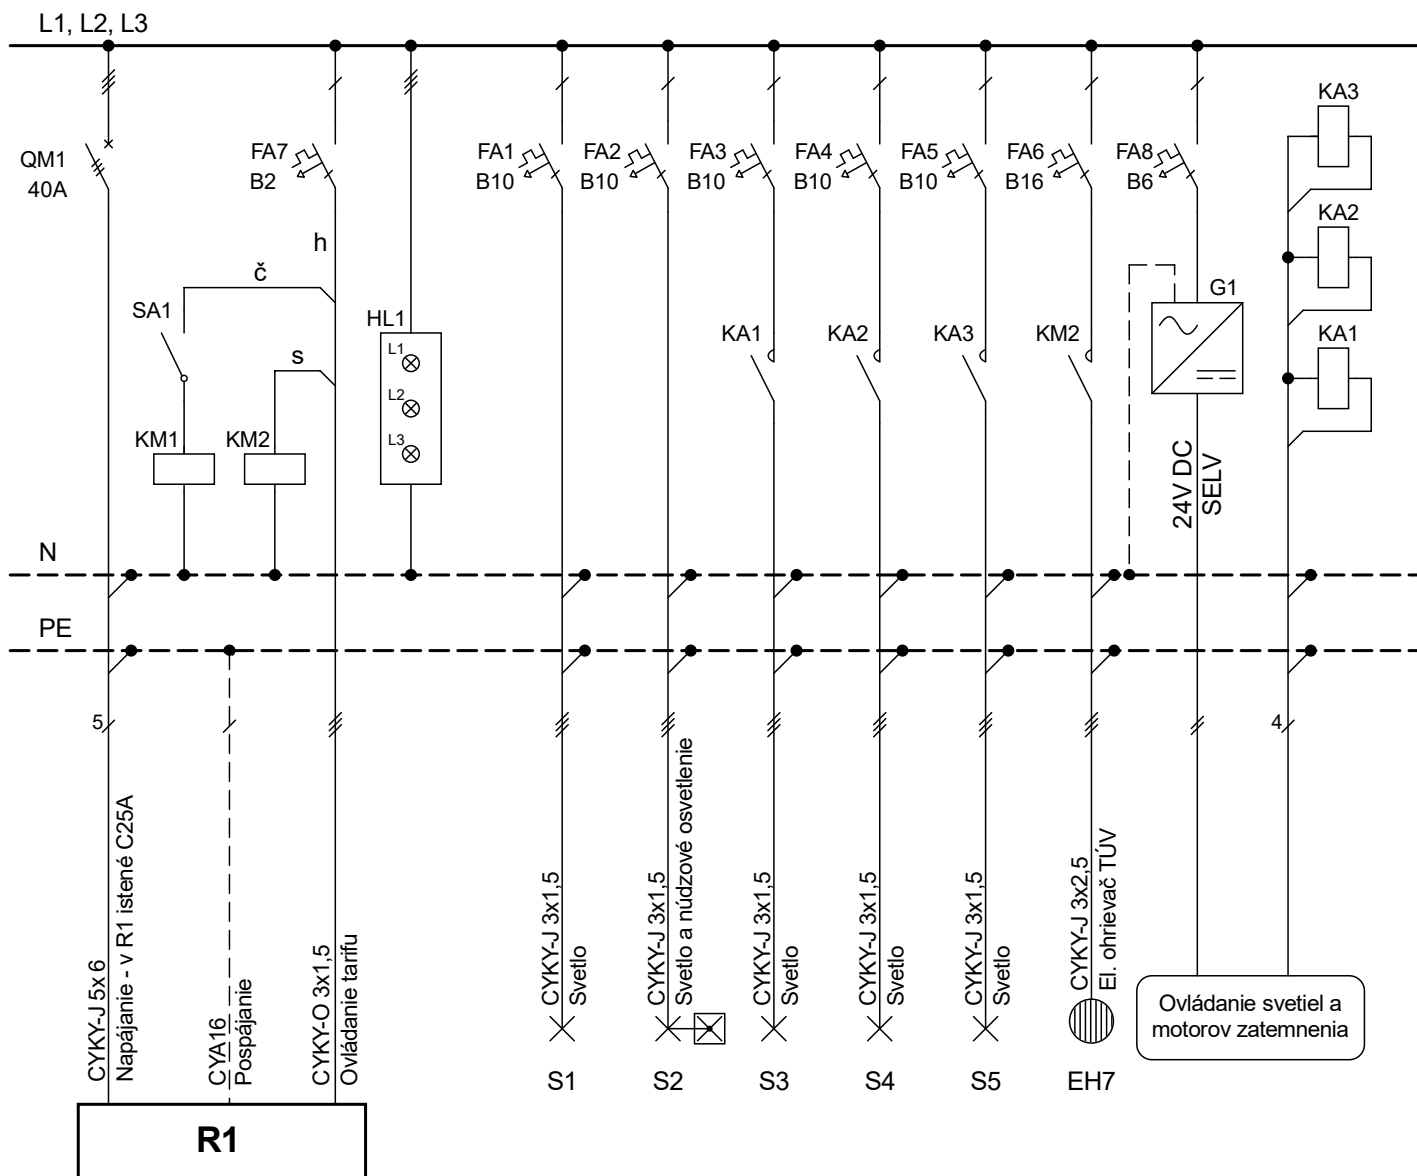 L1, L2, L3
QM1
40A
FA7
B2
FA1
B10
FA2
B10
FA3
B10
FA4
B10
FA5
B10
FA6
B16
FA8
B6
KA3
KA2
KA1
h
č
s
SA1
KM1
KM2
HL1
L1
L2
L3
KA1
KA2
KA3
KM2
G1
24V DC
SELV
N
PE
5
4
CYKY-J 5x 6
Napájanie - v R1 istené C25A
CYA16
Pospájanie
CYKY-O 3x1,5
Ovládanie tarifu
CYKY-J 3x1,5
Svetlo
CYKY-J 3x1,5
Svetlo a núdzové osvetlenie
CYKY-J 3x1,5
Svetlo
CYKY-J 3x1,5
Svetlo
CYKY-J 3x1,5
Svetlo
CYKY-J 3x2,5
El. ohrievač TÚV
Ovládanie svetiel a
motorov zatemnenia
S1
S2
S3
S4
S5
EH7
R1